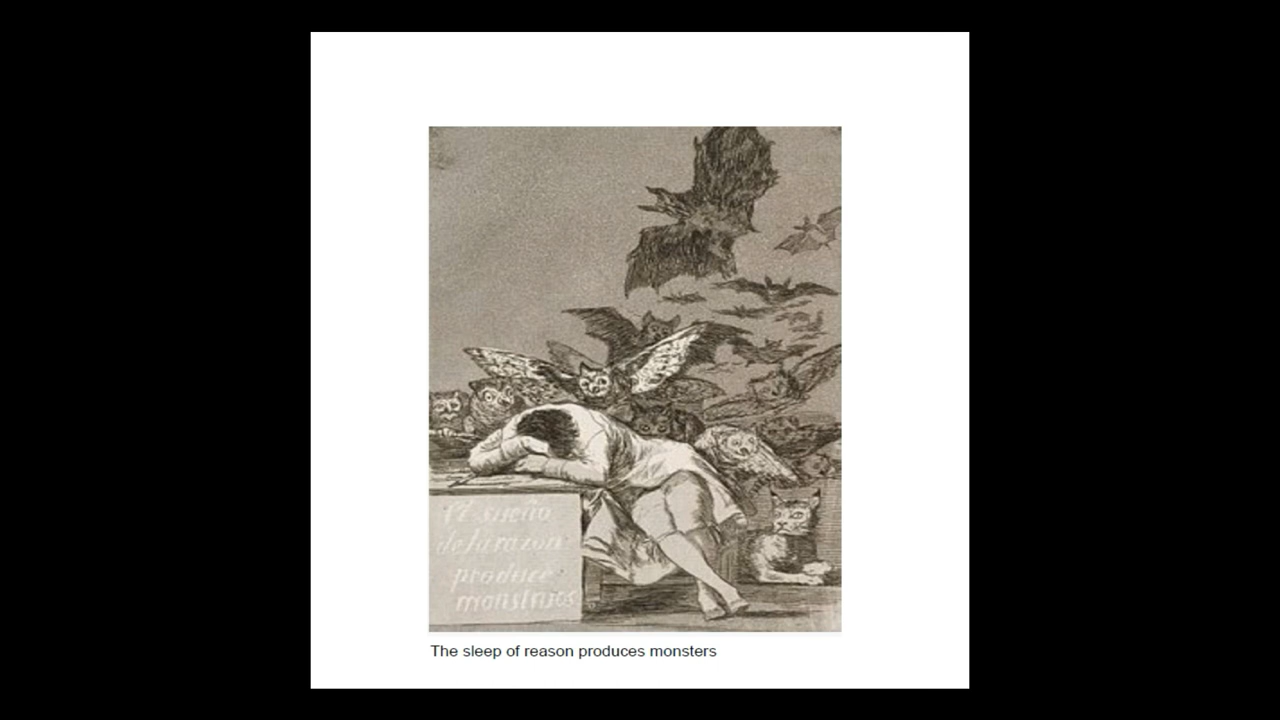 El sueño
de la razon
produce
monstruos
The sleep of reason produces monsters